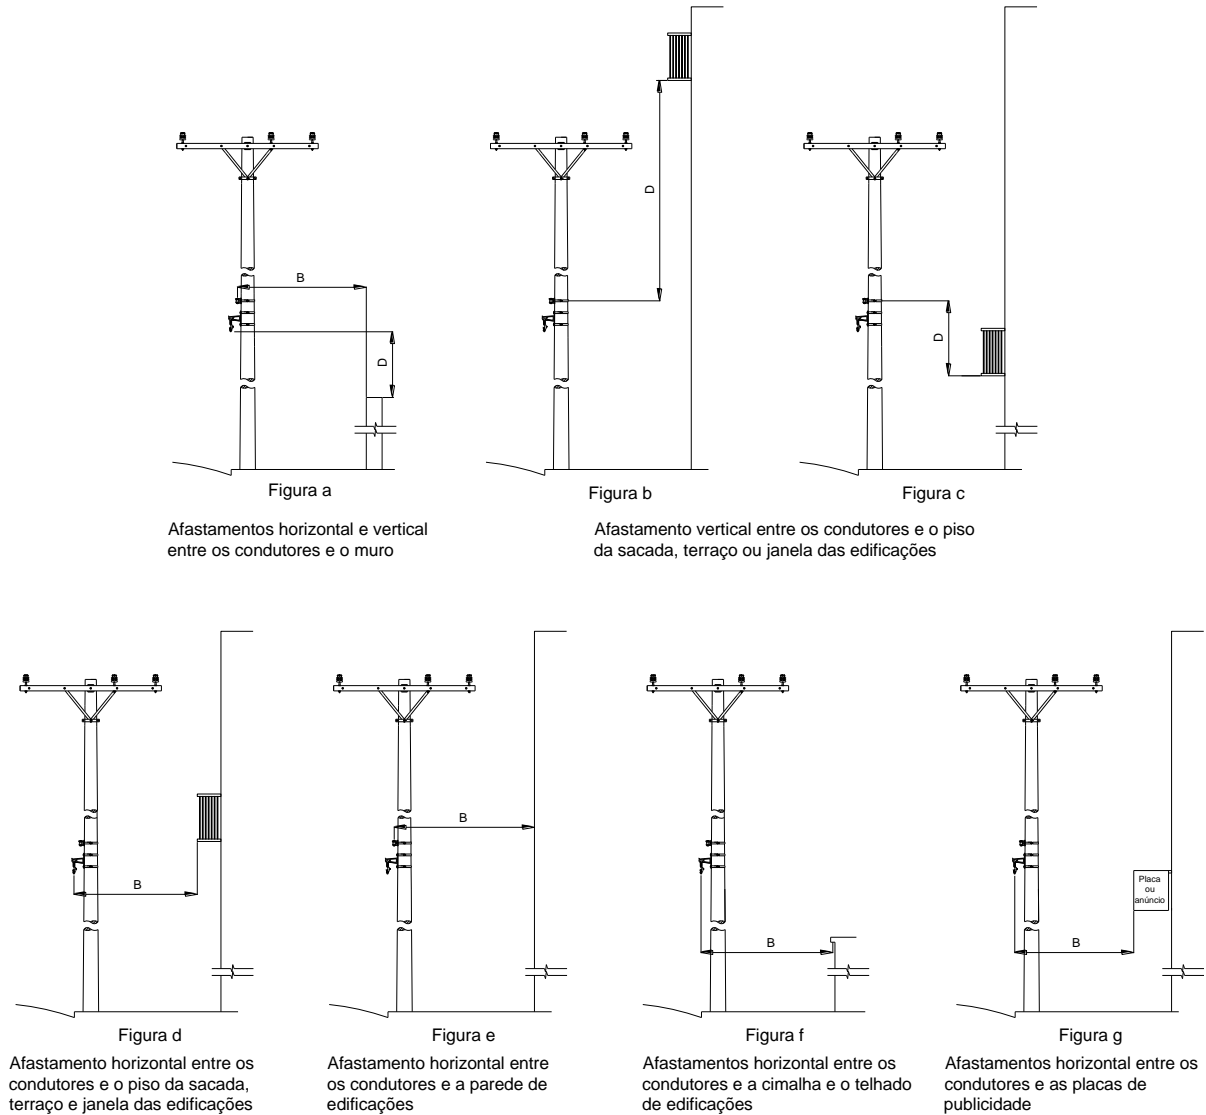 D
D
B
D
Figura a
Figura b
Figura c
Afastamentos horizontal e vertical
entre os condutores e o muro
Afastamento vertical entre os condutores e o piso
da sacada, terraço ou janela das edificações
B
B
B
B
Placa
ou
anúncio
Figura d
Figura e
Figura f
Figura g
Afastamento horizontal entre os
condutores e o piso da sacada,
terraço e janela das edificações
Afastamento horizontal entre
os condutores e a parede de
edificações
Afastamento horizontal entre os
condutores e a cimalha e o telhado
de edificações
Afastamentos horizontal entre os
condutores e as placas de
publicidade